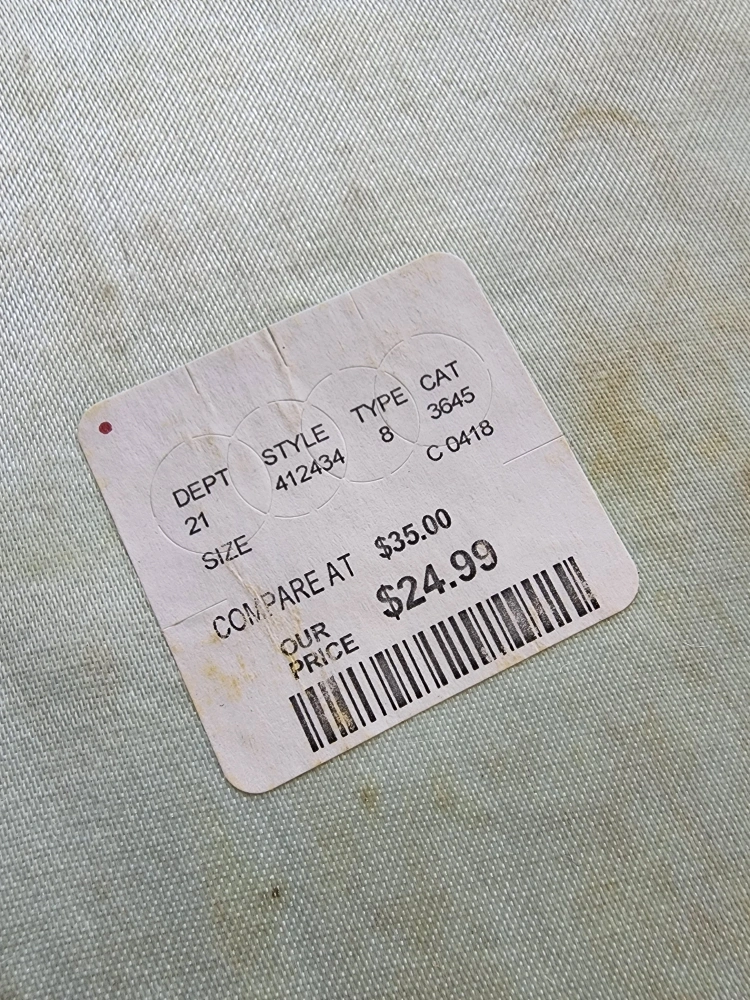 DEPT STYLE TYPE CAT
21 412434 8 3645
SIZE C 0418
COMPARE AT $35.00
OUR PRICE $24.99